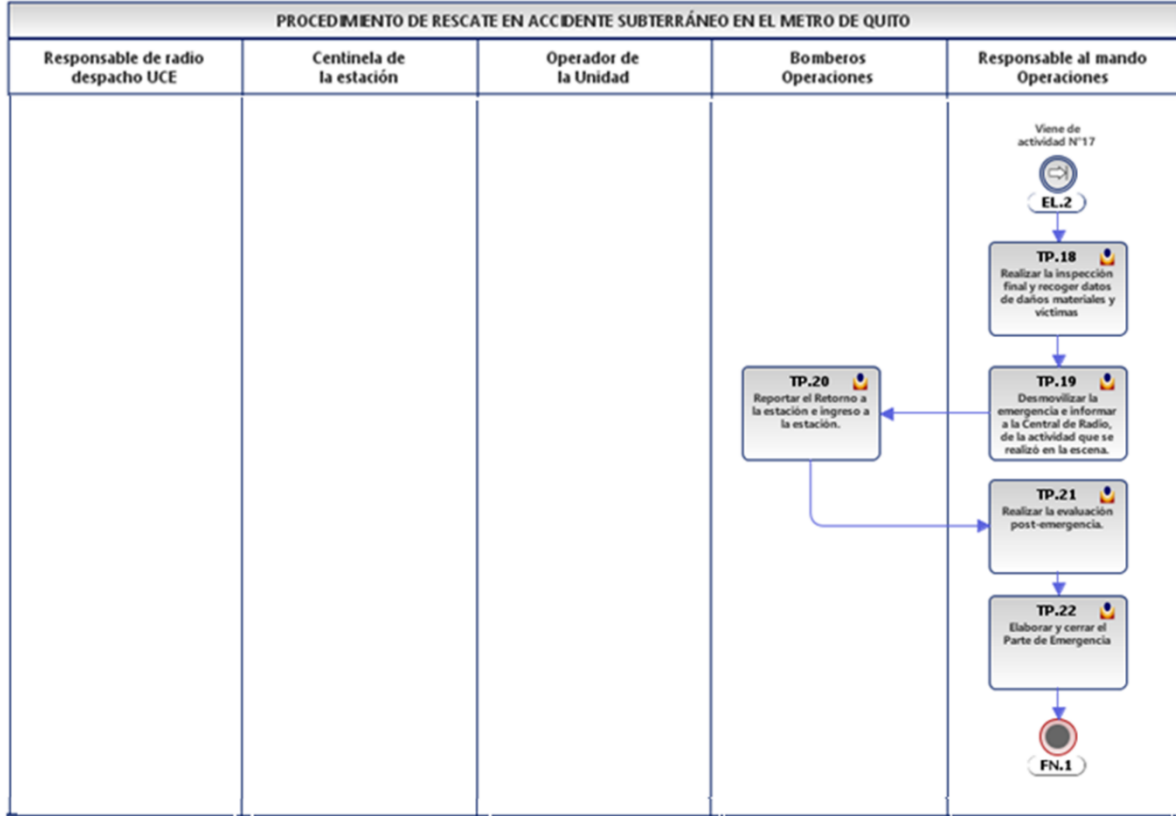 PROCEDIMIENTO DE RESCATE EN ACCIDENTE SUBTERRÁNEO EN EL METRO DE QUITO
Responsable de radio
despacho UCE
Centinela de
la estación
Operador de
la Unidad
Bomberos
Operaciones
Responsable al mando
Operaciones
Viene de
actividad N°17
EL.2
TP.18
Realizar la inspección
final y recoger datos
de daños materiales y
victimas
TP.19
Desmovilizar la
emergencia e informar
a la Central de Radio,
de la actividad que se
realizó en la escena.
TP.20
Reportar el Retorno a
la estación e ingreso a
la estación.
TP.21
Realizar la evaluación
post-emergencia.
TP.22
Elaborar y cerrar el
Parte de Emergencia
FN.1